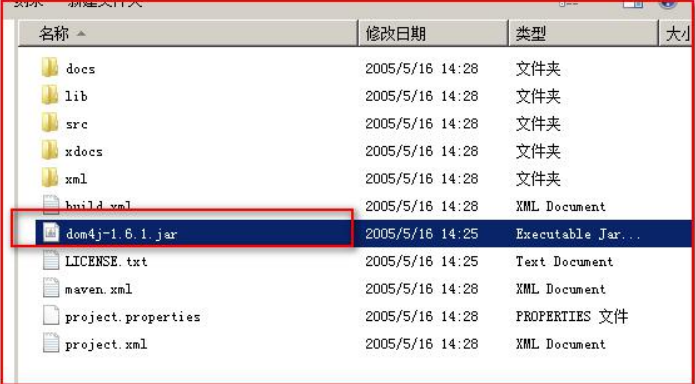 刻录 新建文件夹
名称 修改日期 类型 大小
docs 2005/5/16 14:28 文件夹
lib 2005/5/16 14:28 文件夹
src 2005/5/16 14:28 文件夹
xdocs 2005/5/16 14:28 文件夹
xml 2005/5/16 14:28 文件夹
build.xml 2005/5/16 14:28 XML Document
dom4j-1.6.1.jar 2005/5/16 14:25 Executable Jar...
LICENSE.txt 2005/5/16 14:25 Text Document
maven.xml 2005/5/16 14:28 XML Document
project.properties 2005/5/16 14:28 PROPERTIES 文件
project.xml 2005/5/16 14:28 XML Document